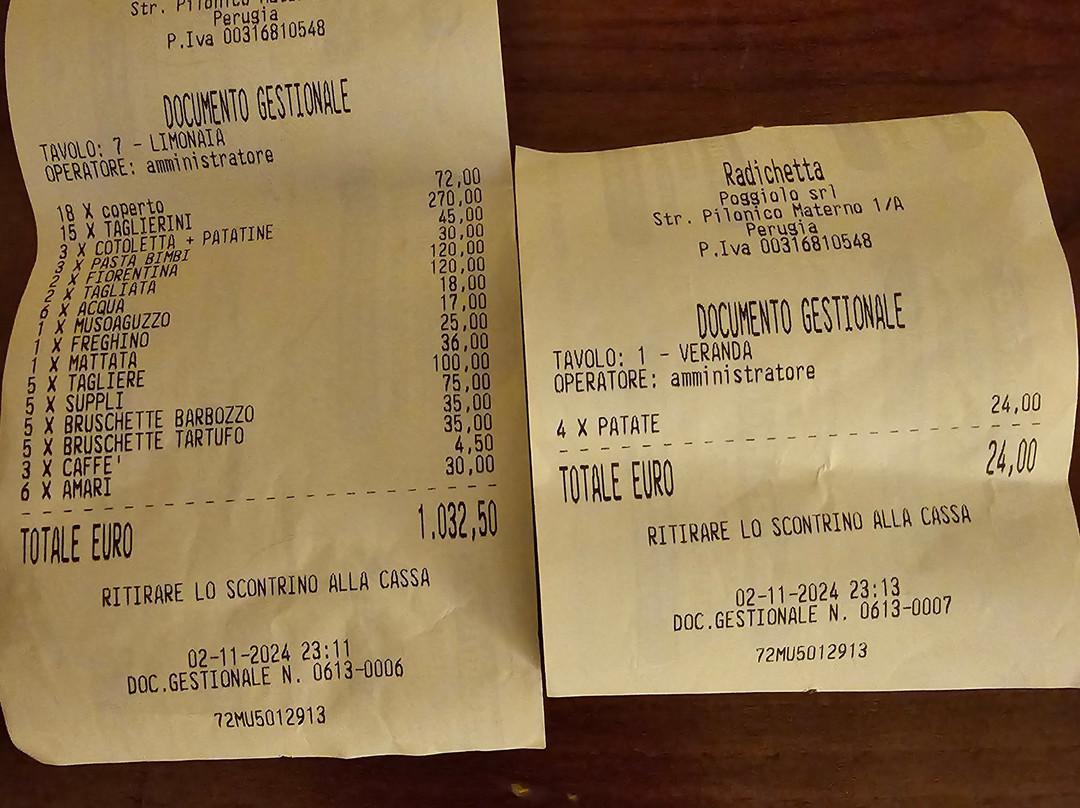 Str. Pilonico Mater
Perugia
P.Iva 00316810548
DOCUMENTO GESTIONALE
TAVOLO: 7 - LIMONAIA
OPERATORE: amministratore
18 X coperto 72,00
15 X TAGLIERINI 270,00
3 X COTOLETTA + PATATINE 45,00
3 X PASTA BIMBI 30,00
2 X FIORENTINA 120,00
2 X TAGLIATA 120,00
6 X ACQUA 18,00
1 X MUSOAGUZZO 17,00
1 X FREGHINO 25,00
1 X MATTATA 36,00
5 X TAGLIERE 100,00
5 X SUPPLI 75,00
5 X BRUSCHETTE BARBOZZO 35,00
5 X BRUSCHETTE TARTUFO 35,00
3 X CAFFE' 4,50
6 X AMARI 30,00
TOTALE EURO 1.032,50
RITIRARE LO SCONTRINO ALLA CASSA
02-11-2024 23:11
DOC.GESTIONALE N. 0613-0006
72MU5012913
Radichetta
Poggiolo srl
Str. Pilonico Materno 1/A
Perugia
P.Iva 00316810548
DOCUMENTO GESTIONALE
TAVOLO: 1 - VERANDA
OPERATORE: amministratore
4 X PATATE 24,00
TOTALE EURO 24,00
RITIRARE LO SCONTRINO ALLA CASSA
02-11-2024 23:13
DOC.GESTIONALE N. 0613-0007
72MU5012913